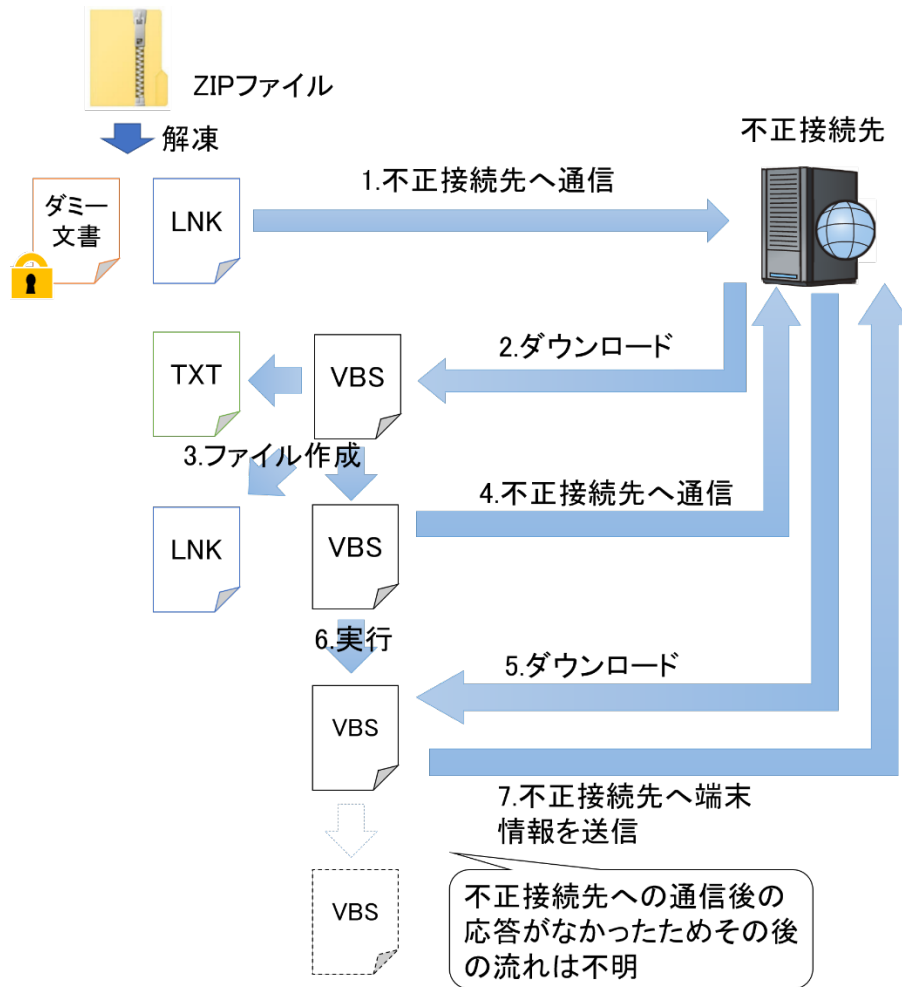 ZIPファイル
解凍
不正接続先
1.不正接続先へ通信
ダミー
文書
LNK
2.ダウンロード
TXT
VBS
3.ファイル作成
4.不正接続先へ通信
LNK
VBS
6.実行
5.ダウンロード
VBS
7.不正接続先へ端末
情報を送信
VBS
不正接続先への通信後の
応答がなかったためその後
の流れは不明